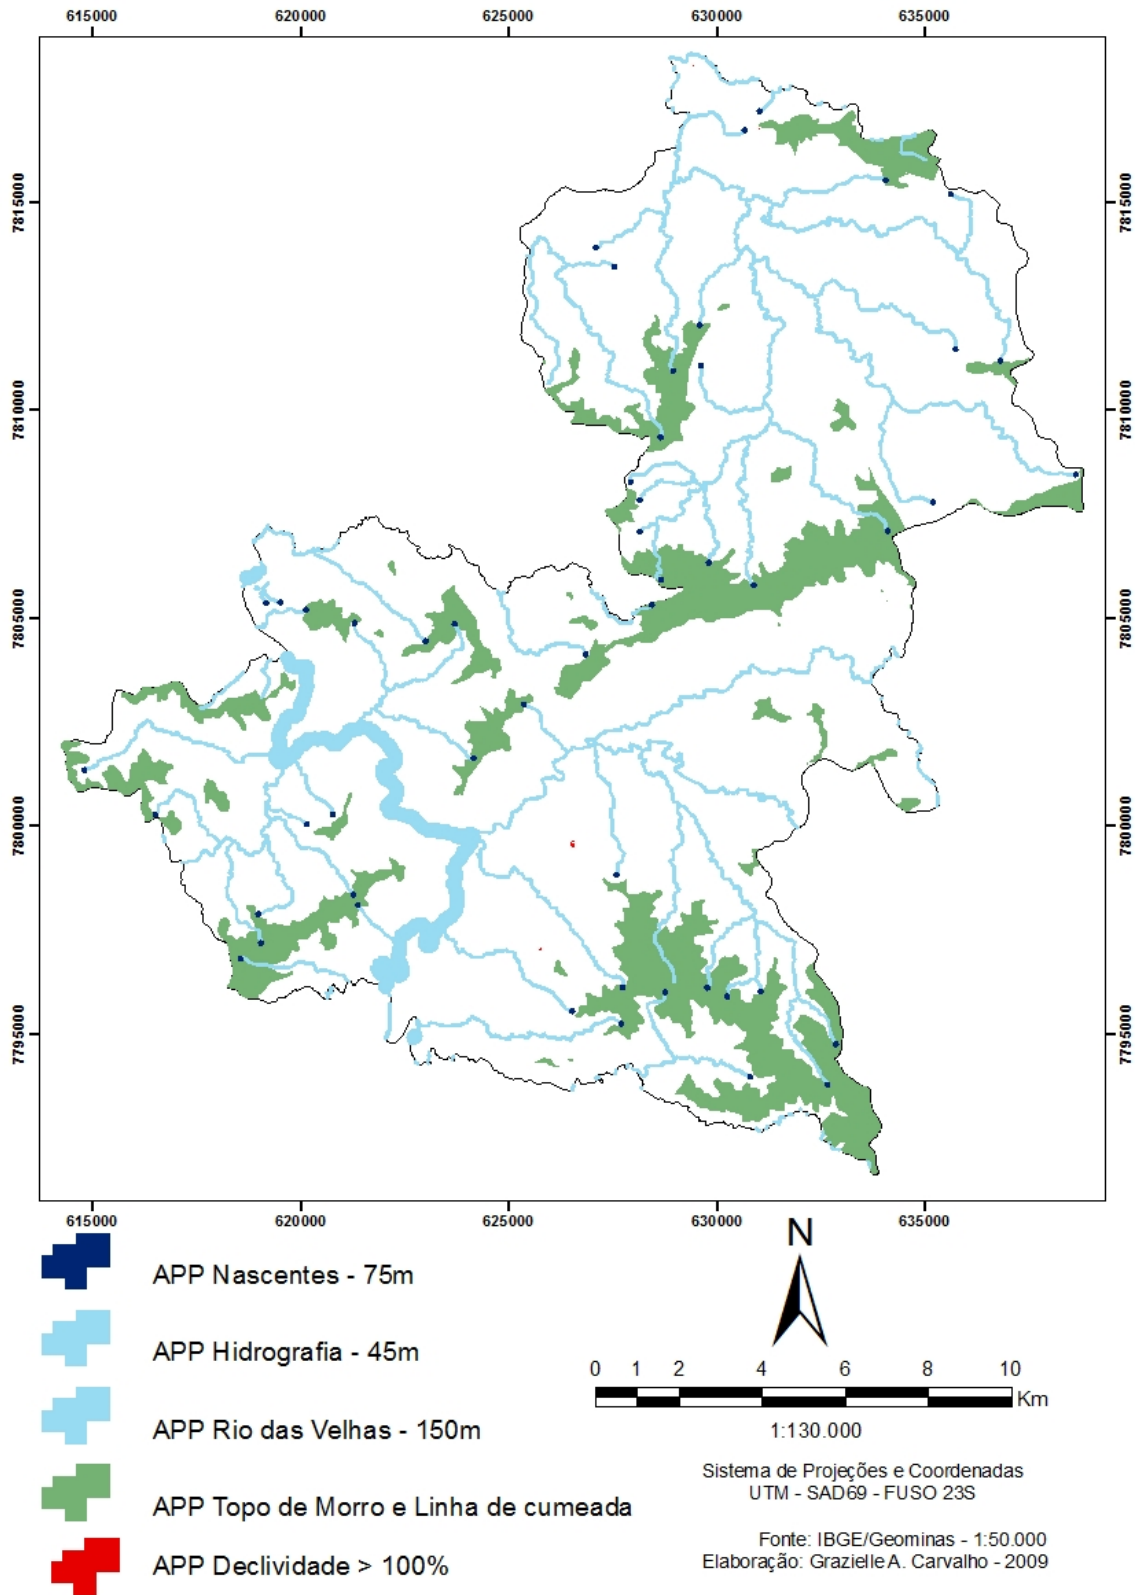 615000 620000 625000 630000 635000
7815000 7815000
7810000 7810000
7805000 7805000
7800000 7800000
7795000 7795000
615000 620000 625000 630000 635000
APP Nascentes - 75m
APP Hidrografia - 45m
APP Rio das Velhas - 150m
APP Topo de Morro e Linha de cumeada
APP Declividade > 100%
N
0 1 2 4 6 8 10
Km
1:130.000
Sistema de Projeções e Coordenadas
UTM - SAD69 - FUSO 23S
Fonte: IBGE/Geominas - 1:50.000
Elaboração: Grazielle A. Carvalho - 2009